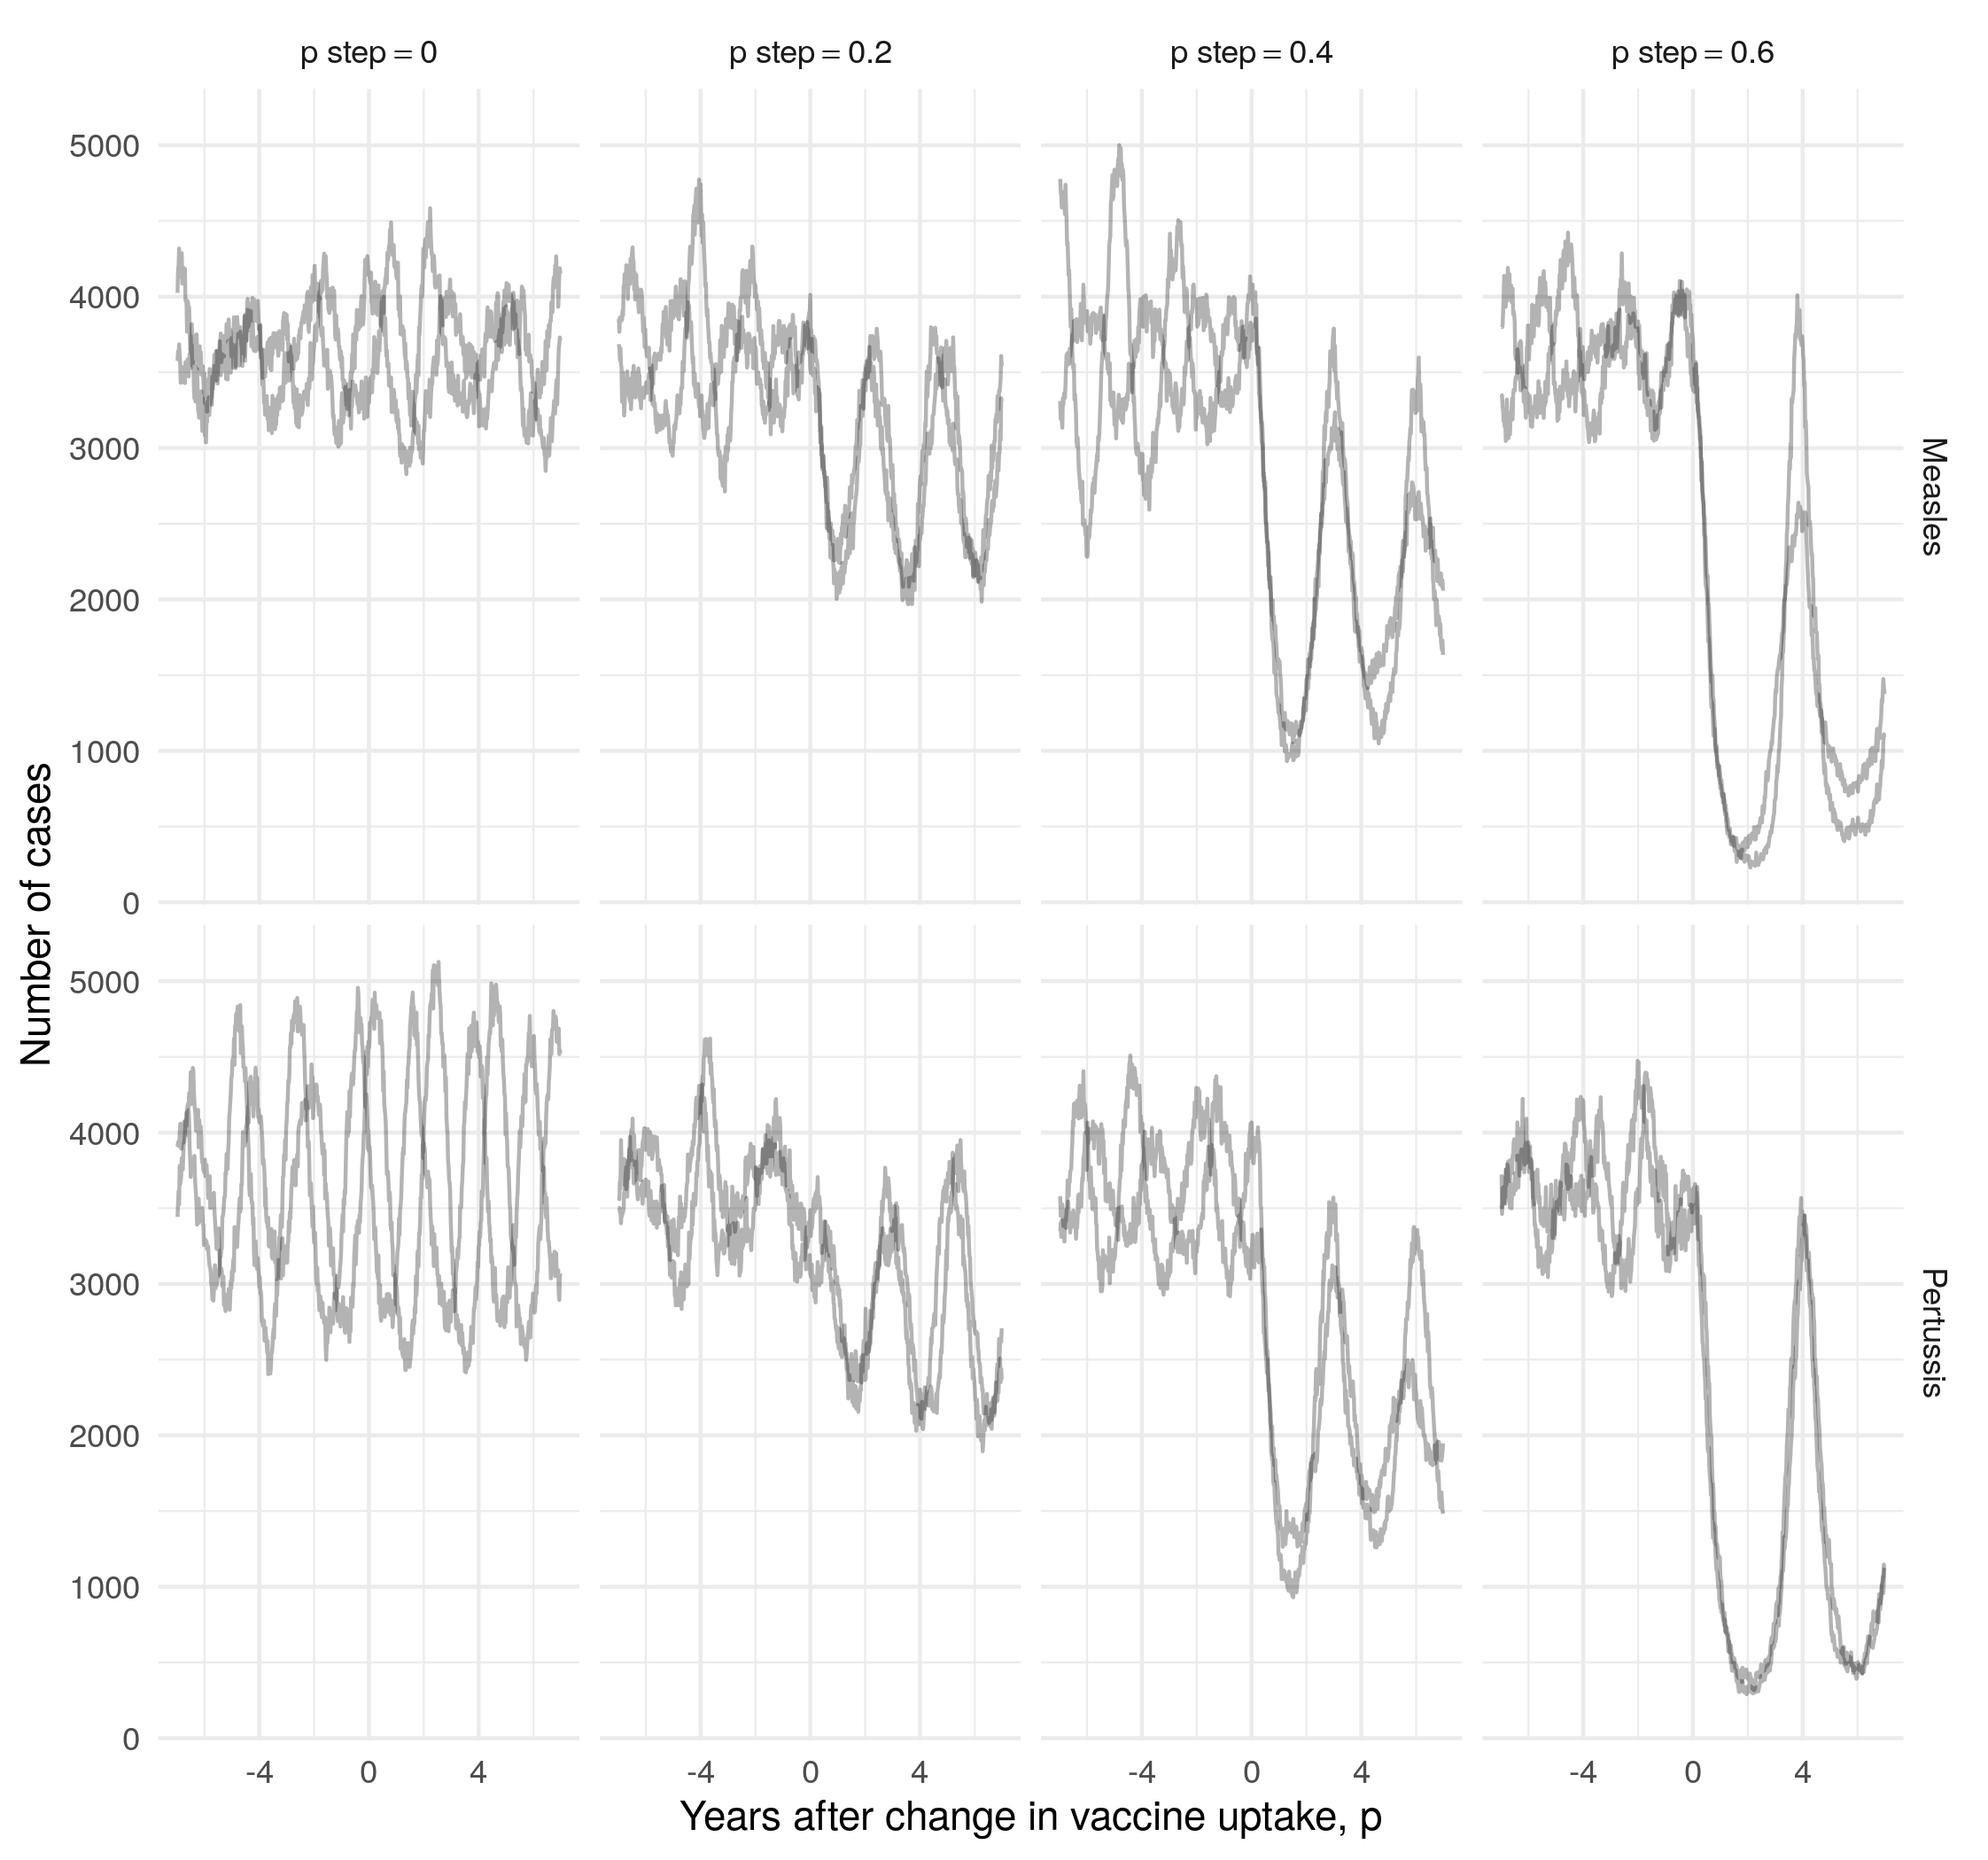 p step = 0
p step = 0.2
p step = 0.4
p step = 0.6
5000
4000
3000
2000
1000
0
Measles
Number of cases
5000
4000
3000
2000
1000
0
Pertussis
-4 0 4
-4 0 4
-4 0 4
-4 0 4
Years after change in vaccine uptake, p